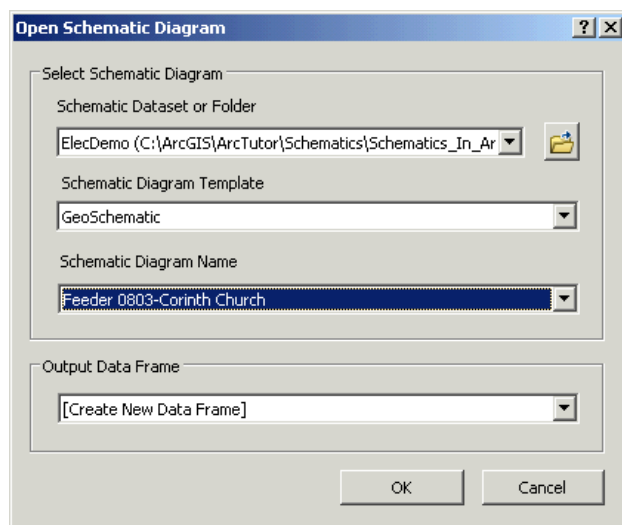 Open Schematic Diagram
Select Schematic Diagram
Schematic Dataset or Folder
ElecDemo (C:\ArcGIS\ArcTutor\Schematics\Schematics_In_Ar
Schematic Diagram Template
GeoSchematic
Schematic Diagram Name
Feeder 0803-Corinth Church
Output Data Frame
[Create New Data Frame]
OK
Cancel